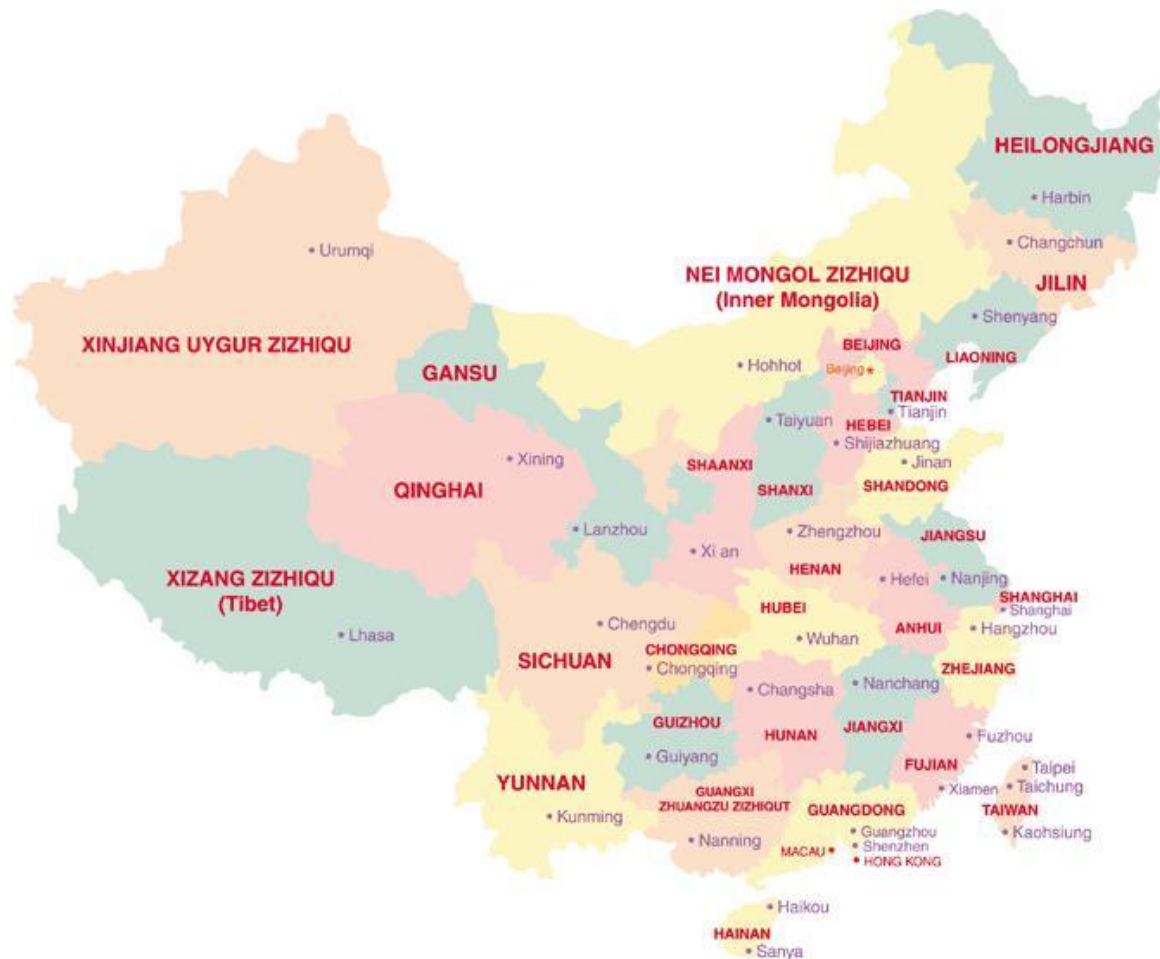 HEILONGJIANG
Harbin
Changchun
JILIN
Urumqi
NEI MONGOL ZIZHIQU
(Inner Mongolia)
Shenyang
LIAONING
XINJIANG UYGUR ZIZHIQU
BEIJING
Beijing
GANSU
Hohhot
TIANJIN
Tianjin
Taiyuan
HEBEI
Shijiazhuang
Xining
SHAANXI
Jinan
QINGHAI
SHANXI
SHANDONG
Lanzhou
Zhengzhou
JIANGSU
Xi an
HENAN
Hefei
Nanjing
XIZANG ZIZHIQU
(Tibet)
SHANGHAI
Shanghai
HUBEI
Lhasa
Chengdu
Wuhan
ANHUI
Hangzhou
SICHUAN
CHONGQING
Chongqing
ZHEJIANG
Changsha
Nanchang
GUIZHOU
HUNAN
JIANGXI
Fuzhou
Guiyang
FUJIAN
Taipei
YUNNAN
Xiamen
Taichung
GUANGXI
ZHUANGZU ZIZHIQUT
GUANGDONG
TAIWAN
Kunming
Guangzhou
Kaohsiung
Nanning
Shenzhen
MACAU
HONG KONG
Haikou
HAINAN
Sanya